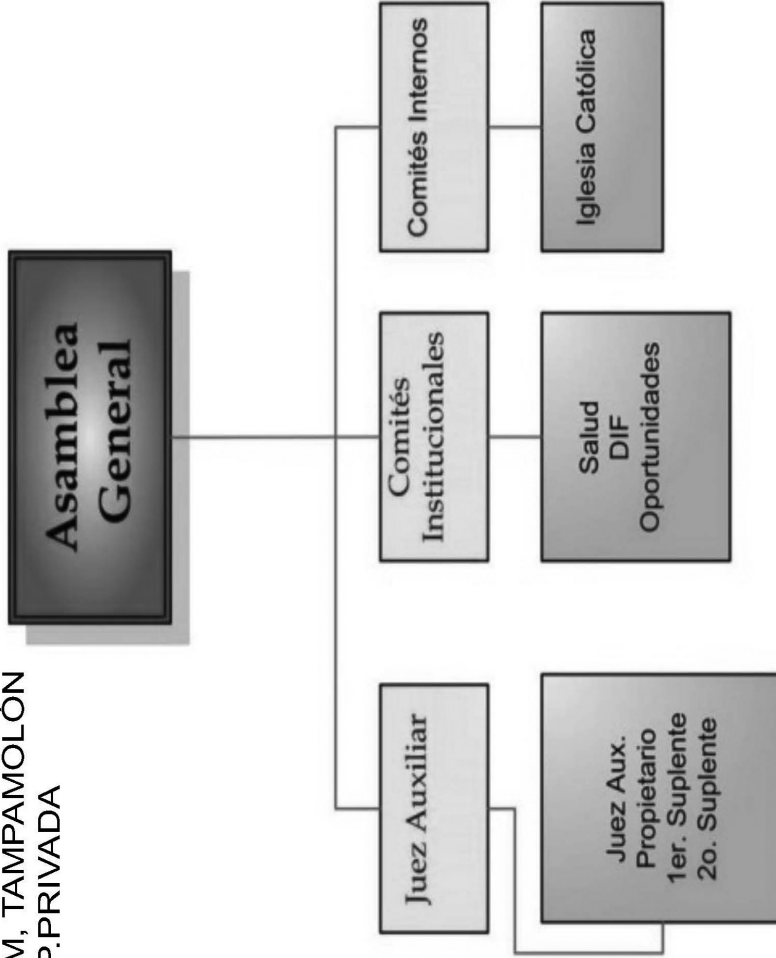 M, TAMPAMOLÓN
P.PRIVADA
Asamblea
General
Juez Auxiliar
Comités
Institucionales
Comités Internos
Juez Aux.
Propietario
1er. Suplente
2o. Suplente
Salud
DIF
Oportunidades
Iglesia Católica